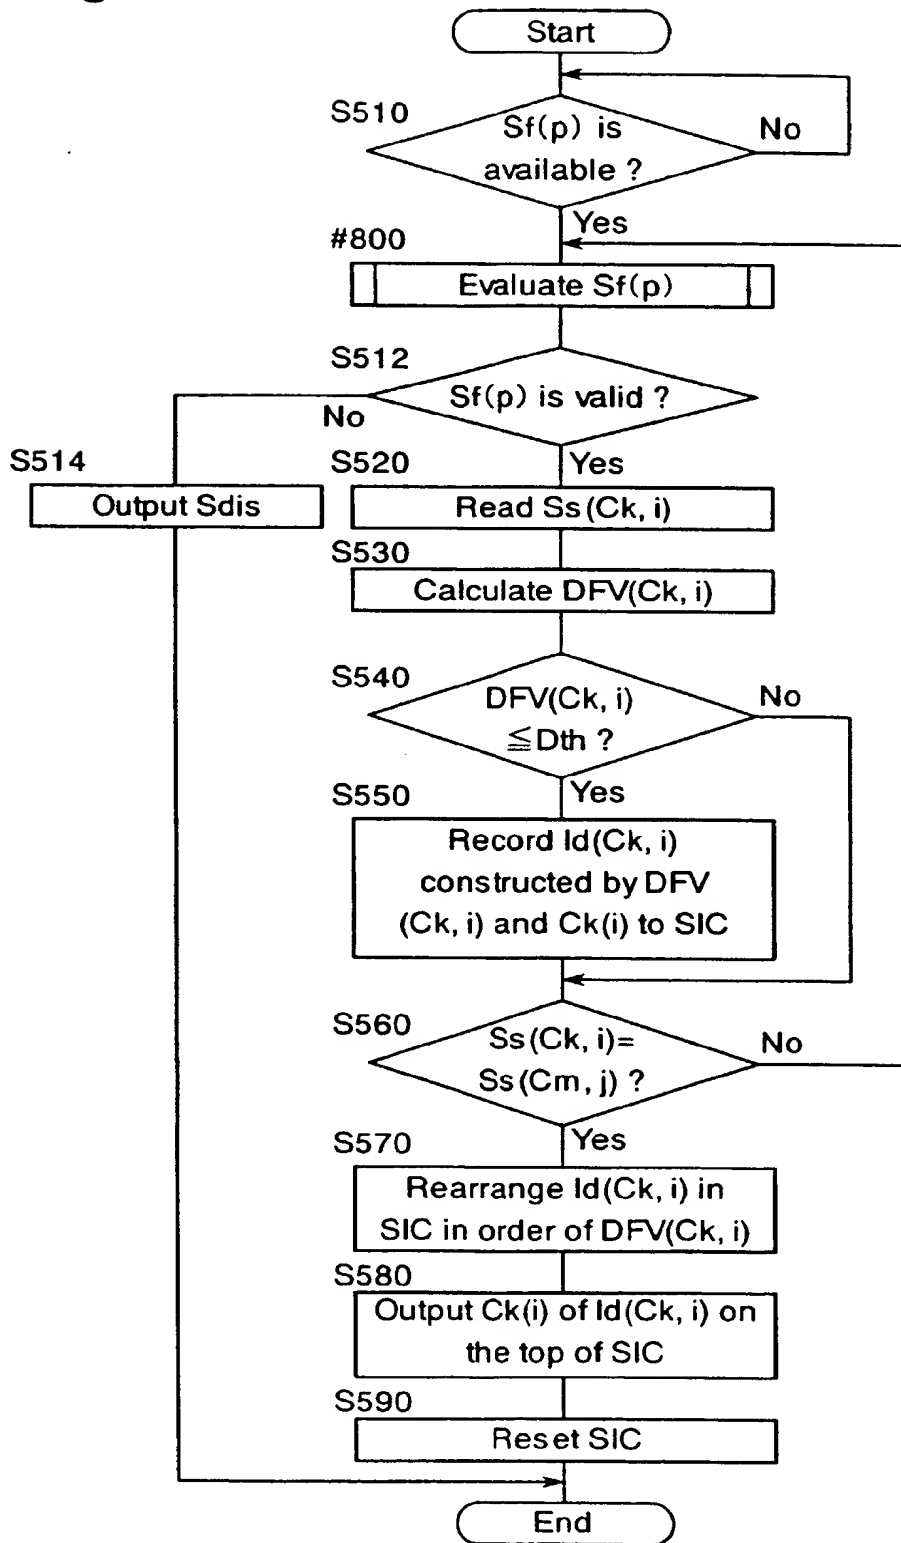 Start
S510
Sf(p) is
available ?
No
Yes
#800
Evaluate Sf(p)
S512
Sf(p) is valid ?
No
Yes
S514
Output Sdis
S520
Read Ss(Ck, i)
S530
Calculate DFV(Ck, i)
S540
DFV(Ck, i)
≦Dth ?
No
Yes
S550
Record Id(Ck, i)
constructed by DFV
(Ck, i) and Ck(i) to SIC
S560
Ss(Ck, i)=
Ss(Cm, j) ?
No
Yes
S570
Rearrange Id(Ck, i) in
SIC in order of DFV(Ck, i)
S580
Output Ck(i) of Id(Ck, i) on
the top of SIC
S590
Reset SIC
End